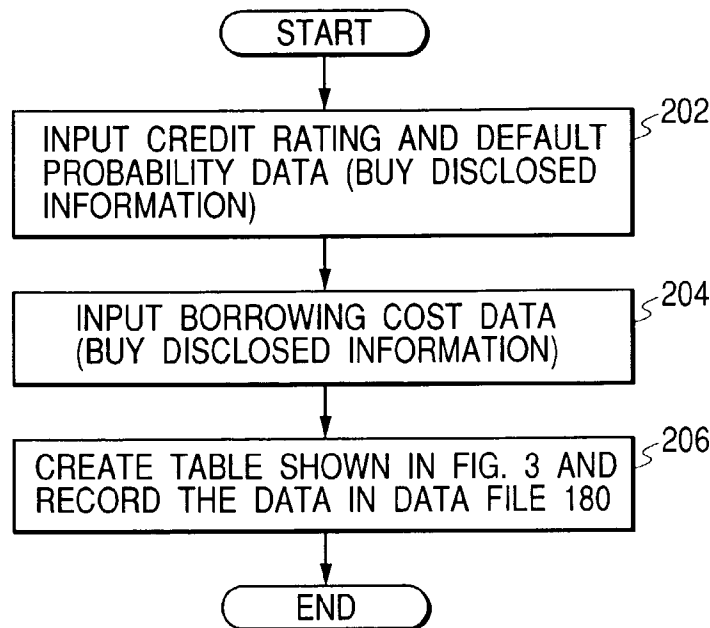 START
202
INPUT CREDIT RATING AND DEFAULT
PROBABILITY DATA (BUY DISCLOSED
INFORMATION)
204
INPUT BORROWING COST DATA
(BUY DISCLOSED INFORMATION)
206
CREATE TABLE SHOWN IN FIG. 3 AND
RECORD THE DATA IN DATA FILE 180
END